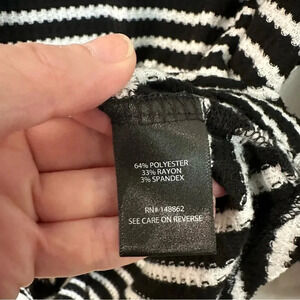 64% POLYESTER
33% RAYON
3% SPANDEX
RN# 148862
SEE CARE ON REVERSE